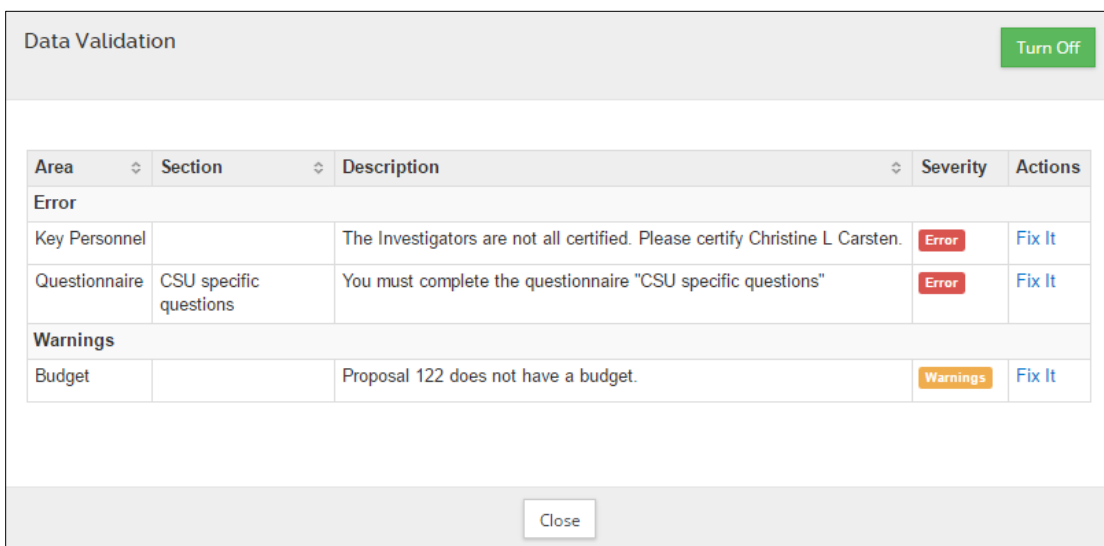 Data Validation
Turn Off
Area Section Description Severity Actions
Error
Key Personnel The Investigators are not all certified. Please certify Christine L Carsten. Error Fix It
Questionnaire CSU specific You must complete the questionnaire "CSU specific questions" Error Fix It
questions
Warnings
Budget Proposal 122 does not have a budget. Warnings Fix It
Close